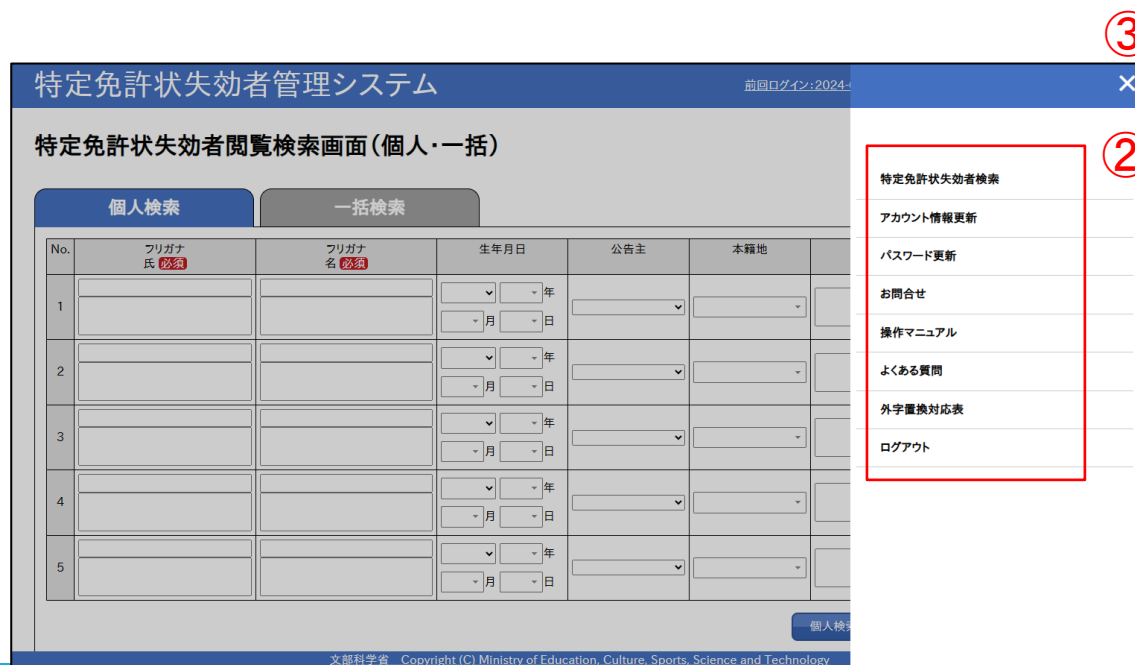 ③
特定免許状失効者管理システム
前回ログイン:2024-
×
特定免許状失効者閲覧検索画面(個人・一括)
②
個人検索
一括検索
No.
フリガナ
氏 必須
フリガナ
名 必須
生年月日
公告主
本籍地
1
年
月 日
2
年
月 日
3
年
月 日
4
年
月 日
5
年
月 日
個人検
特定免許状失効者検索
アカウント情報更新
パスワード更新
お問合せ
操作マニュアル
よくある質問
外字置換対応表
ログアウト
文部科学省 Copyright (C) Ministry of Education, Culture, Sports, Science and Technology